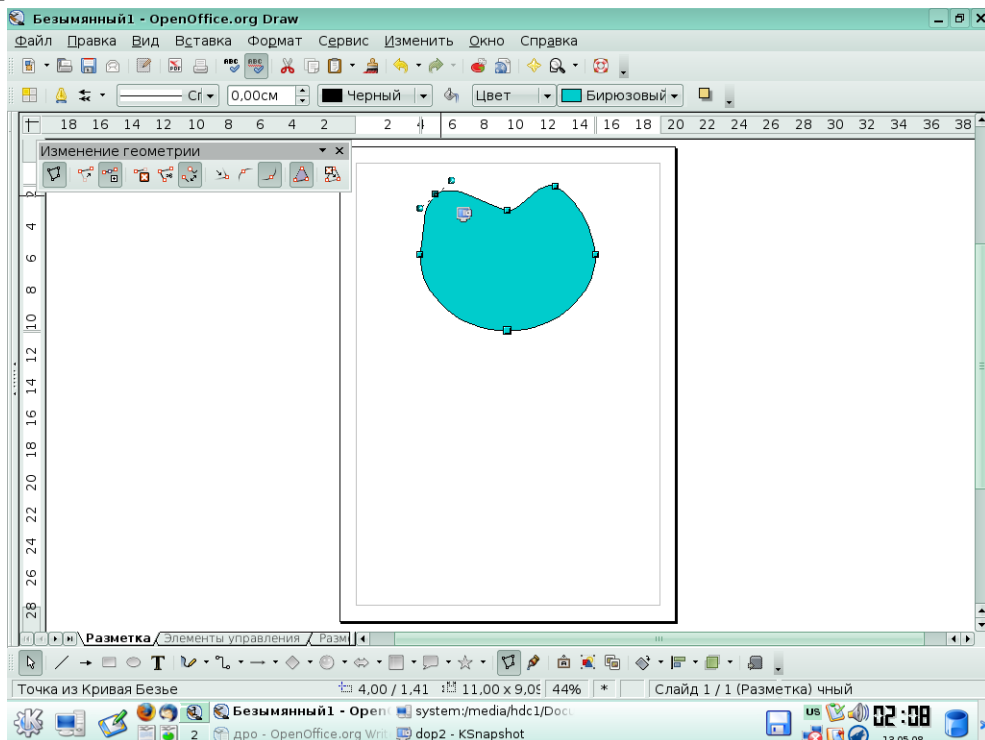 Безымянный1 - OpenOffice.org Draw
Файл Правка Вид Вставка Формат Сервис Изменить Окно Справка
0,00см Черный Цвет Бирюзовый
18 16 14 12 10 8 6 4 2 2 4 6 8 10 12 14 16 18 20 22 24 26 28 30 32 34 36 38
Изменение геометрии
4
6
8
10
12
14
16
18
20
22
24
26
28
Разметка Элементы управления Разм
Точка из Кривая Безье 4,00 / 1,41 11,00 x 9,09 44% * Слайд 1 / 1 (Разметка) чный
Безымянный1 - Open system:/media/hdc1/Doc US 02:08
2 дро - OpenOffice.org Writ dop2 - KSnapshot